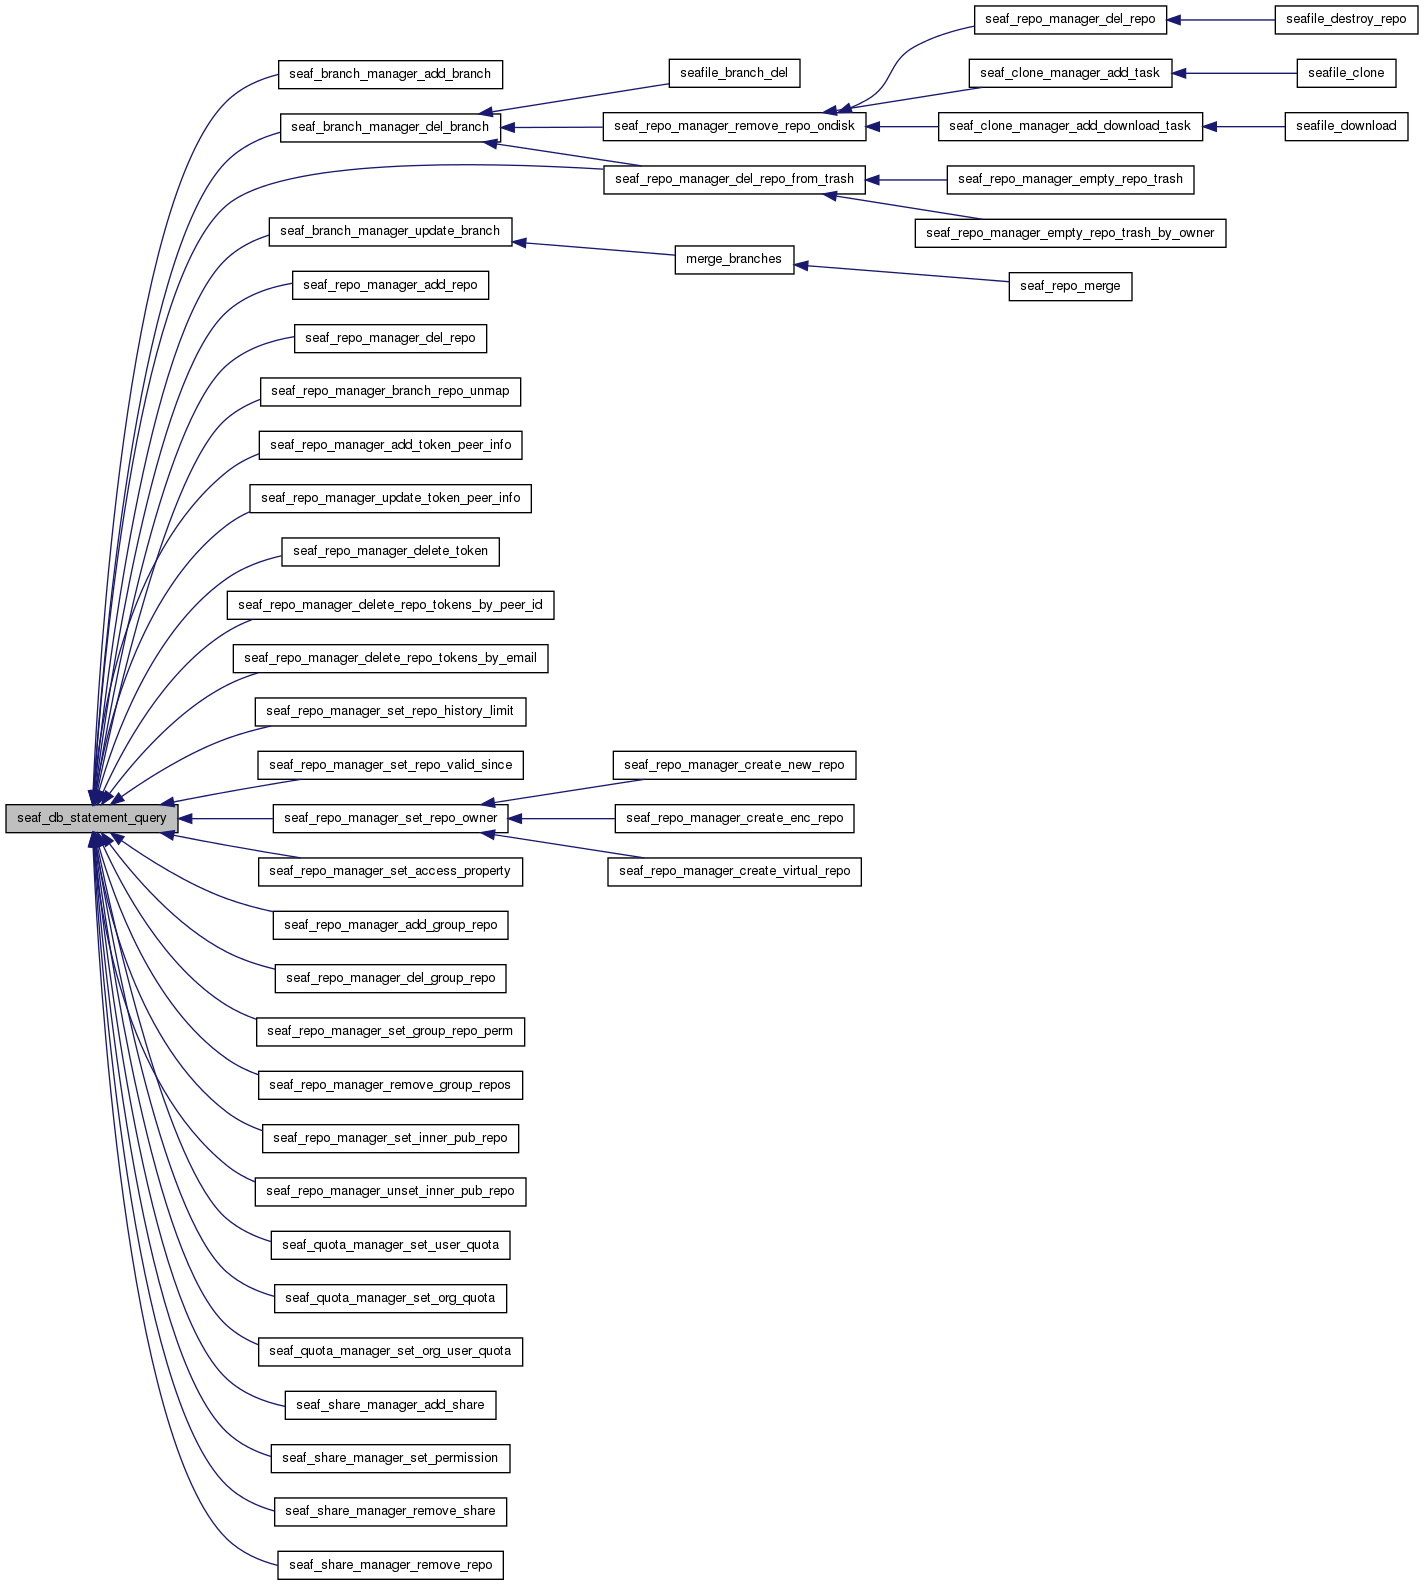 seaf_repo_manager_del_repo
seafile_destroy_repo
seaf_branch_manager_add_branch
seafile_branch_del
seaf_clone_manager_add_task
seafile_clone
seaf_branch_manager_del_branch
seaf_repo_manager_remove_repo_ondisk
seaf_clone_manager_add_download_task
seafile_download
seaf_repo_manager_del_repo_from_trash
seaf_repo_manager_empty_repo_trash
seaf_branch_manager_update_branch
seaf_repo_manager_empty_repo_trash_by_owner
merge_branches
seaf_repo_manager_add_repo
seaf_repo_merge
seaf_repo_manager_del_repo
seaf_repo_manager_branch_repo_unmap
seaf_repo_manager_add_token_peer_info
seaf_repo_manager_update_token_peer_info
seaf_repo_manager_delete_token
seaf_repo_manager_delete_repo_tokens_by_peer_id
seaf_repo_manager_delete_repo_tokens_by_email
seaf_repo_manager_set_repo_history_limit
seaf_repo_manager_set_repo_valid_since
seaf_repo_manager_create_new_repo
seaf_db_statement_query
seaf_repo_manager_set_repo_owner
seaf_repo_manager_create_enc_repo
seaf_repo_manager_set_access_property
seaf_repo_manager_create_virtual_repo
seaf_repo_manager_add_group_repo
seaf_repo_manager_del_group_repo
seaf_repo_manager_set_group_repo_perm
seaf_repo_manager_remove_group_repos
seaf_repo_manager_set_inner_pub_repo
seaf_repo_manager_unset_inner_pub_repo
seaf_quota_manager_set_user_quota
seaf_quota_manager_set_org_quota
seaf_quota_manager_set_org_user_quota
seaf_share_manager_add_share
seaf_share_manager_set_permission
seaf_share_manager_remove_share
seaf_share_manager_remove_repo